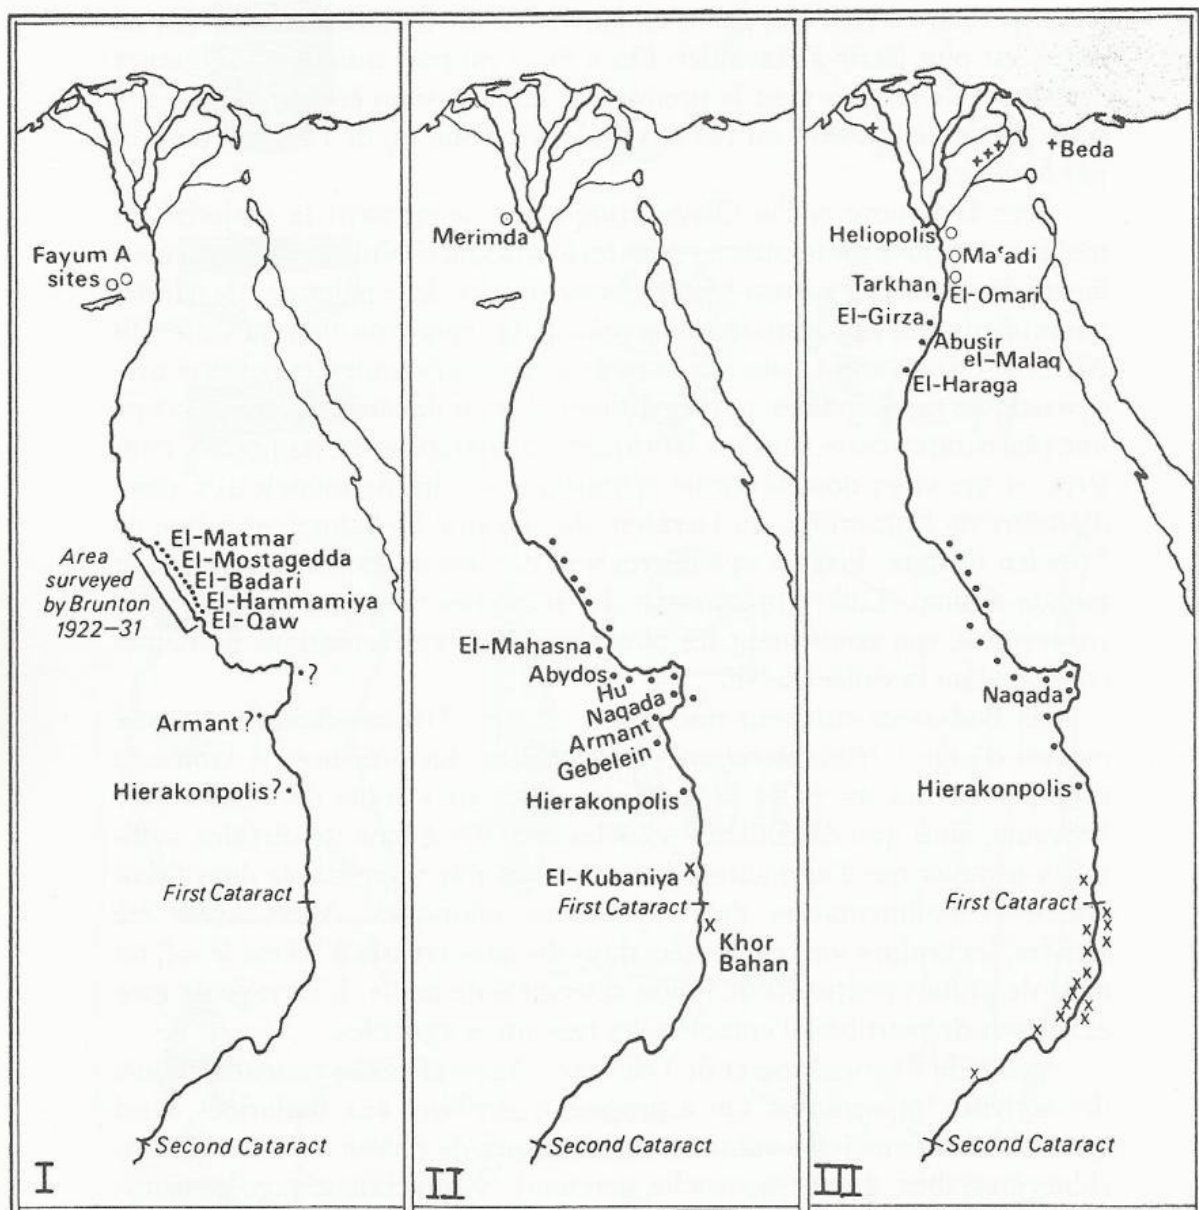 Fayum A
sites
Area
surveyed
by Brunton
1922–31
El-Matmar
El-Mostagedda
El-Badari
El-Hammamiya
El-Qaw
?
Armant?
Hierakonpolis?
First Cataract
Second Cataract
I
Merimda
El-Mahasna
Abydos
Hu
Naqada
Armant
Gebelein
Hierakonpolis
El-Kubaniya
First Cataract
Khor
Bahan
Second Cataract
II
Beda
Heliopolis
Maʿadi
Tarkhan
El-Omari
El-Girza
Abusir
el-Malaq
El-Haraga
Naqada
Hierakonpolis
First Cataract
Second Cataract
III